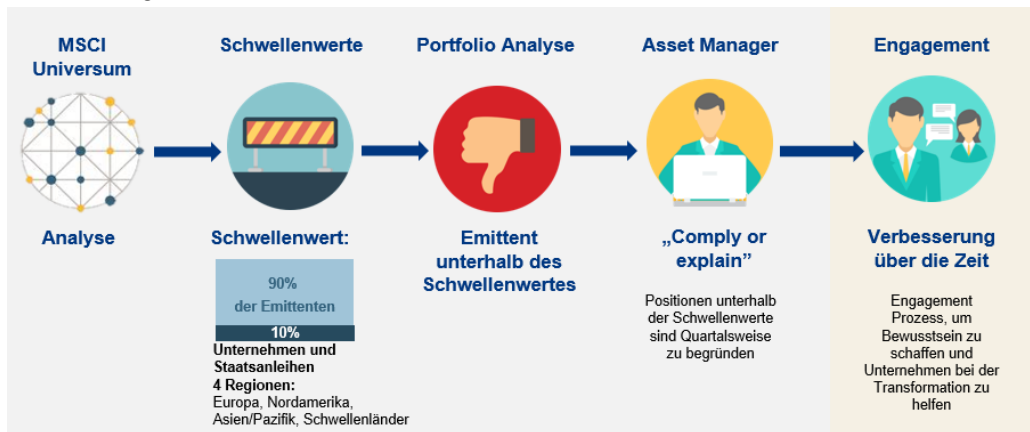 MSCI
Universum
Analyse
Schwellenwerte
Schwellenwert:
90%
der Emittenten
10%
Unternehmen und
Staatsanleihen
4 Regionen:
Europa, Nordamerika,
Asien/Pazifik, Schwellenländer
Portfolio Analyse
Emittent
unterhalb des
Schwellenwertes
Asset Manager
„Comply or
explain”
Positionen unterhalb
der Schwellenwerte
sind Quartalsweise
zu begründen
Engagement
Verbesserung
über die Zeit
Engagement
Prozess, um
Bewusstsein zu
schaffen und
Unternehmen bei der
Transformation zu
helfen